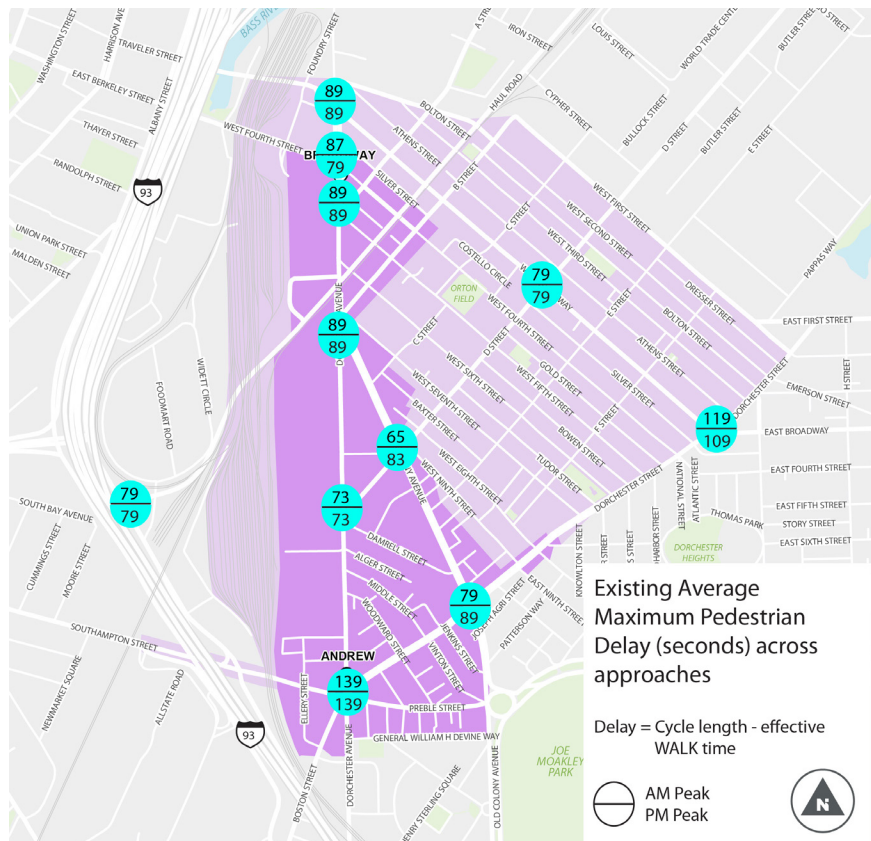 BASS RIVER
WASHINGTON STREET
HARRISON AVE
TRAVELER STREET
EAST BERKELEY STREET
ALBANY STREET
THAYER STREET
RANDOLPH STREET
UNION PARK STREET
MALDEN STREET
93
FOUNDRY STREET
WEST FOURTH STREET
A STREET
IRON STREET
HAUL ROAD
CYPHER STREET
LOUIS STREET
WORLD TRADE CENTER
BUTLER STREET
BULLOCK STREET
D STREET
BUTLER STREET
E STREET
PAPPAS WAY
89
89
87
79
89
89
BOLTON STREET
ATHENS STREET
SILVER STREET
B STREET
C STREET
WEST FIRST STREET
WEST SECOND STREET
WEST THIRD STREET
COSTELLO CIRCLE
ORTON
FIELD
79
79
E STREET
DRESSER STREET
BOLTON STREET
ATHENS STREET
SILVER STREET
WEST FOURTH STREET
D STREET
GOLD STREET
WEST FIFTH STREET
BOWEN STREET
F STREET
TUDOR STREET
C STREET
WEST SIXTH STREET
WEST SEVENTH STREET
BAXTER STREET
WEST EIGHTH STREET
WEST NINTH STREET
89
89
65
83
73
73
119
109
DORCHESTER STREET
DORCHESTER STREET
EAST FIRST STREET
EMERSON STREET
H STREET
EAST BROADWAY
EAST FOURTH STREET
EAST FIFTH STREET
STORY STREET
EAST SIXTH STREET
THOMAS PARK
NATIONAL STREET
ATLANTIC STREET
DORCHESTER
HEIGHTS
KNOWLTON STREET
WIDETT CIRCLE
FOODMART ROAD
79
79
SOUTH BAY AVENUE
CUMMINGS STREET
MOORE STREET
SOUTHAMPTON STREET
NEWMARKET SQUARE
ALLSTATE ROAD
93
DAMRELL STREET
ALGER STREET
MIDDLE STREET
WOODWARD STREET
JENKINS STREET
VINTON STREET
79
89
JOSEPH AGRI STREET
EAST NINTH STREET
PATTERSON WAY
ANDREW
139
139
ELLERY STREET
PREBLE STREET
GENERAL WILLIAM H DEVINE WAY
BOSTON STREET
DORCHESTER AVENUE
OLD COLONY AVENUE
JOE
MOAKLEY
PARK
Existing Average
Maximum Pedestrian
Delay (seconds) across
approaches
Delay = Cycle length - effective
WALK time
AM Peak
PM Peak
N